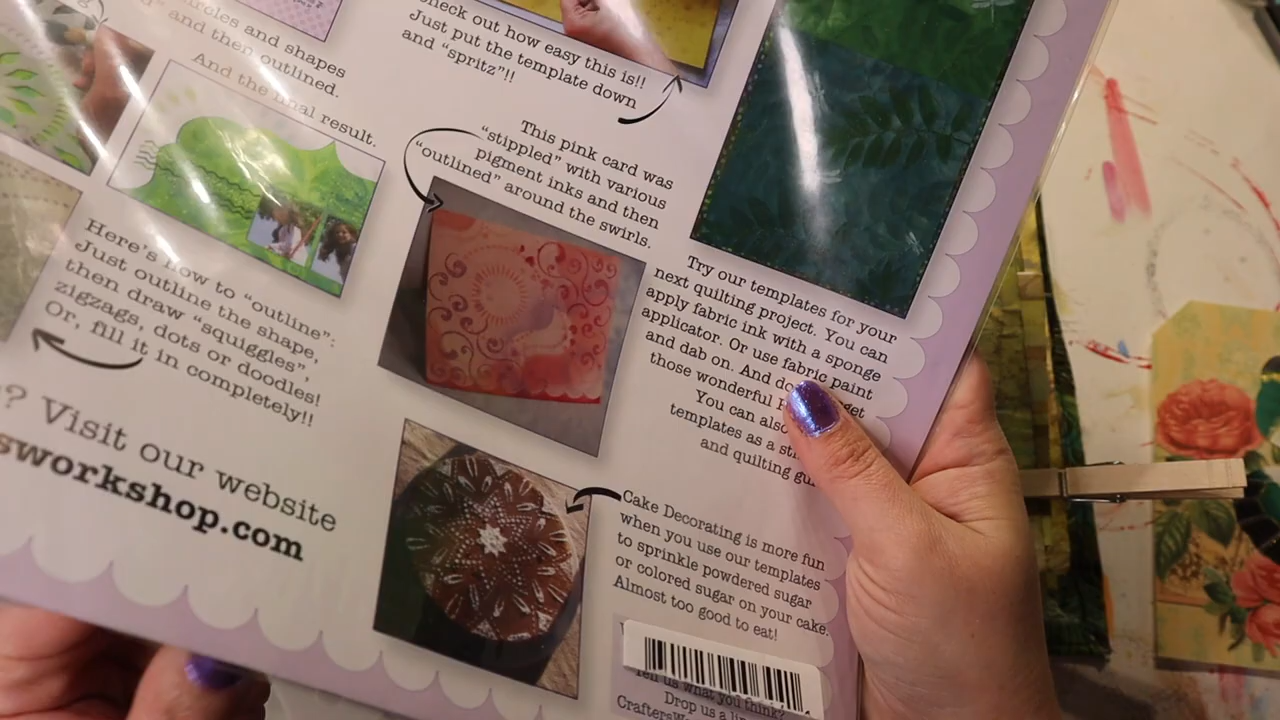 circles and shapes
and then outlined.
And the final result.
Check out how easy this is!!
Just put the template down
and "spritz"!!
This pink card was
"stippled" with various
pigment inks and then
"outlined" around the swirls.
Here's how to "outline":
Just outline the shape,
then draw "squiggles",
zigzags, dots or doodles!
Or, fill it in completely!!
? Visit our website
sworkshop.com
Try our templates for your
next quilting project. You can
apply fabric ink with a sponge
applicator. Or use fabric paint
and dab on. And
those wonderful
You can also
templates as a
and quilting
Cake Decorating is more fun
when you use our templates
to sprinkle powdered sugar
or colored sugar on your cake.
Almost too good to eat!
Tell us what you think?
Drop us a